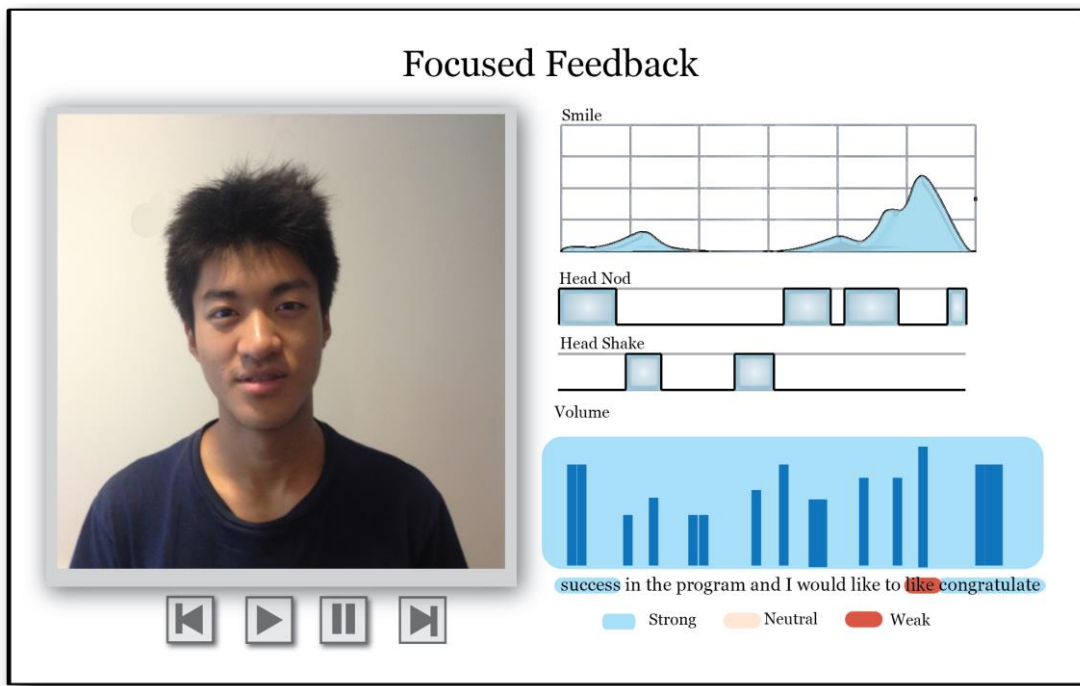 Focused Feedback
Smile
Head Nod
Head Shake
Volume
success in the program and I would like to like congratulate
Strong Neutral Weak